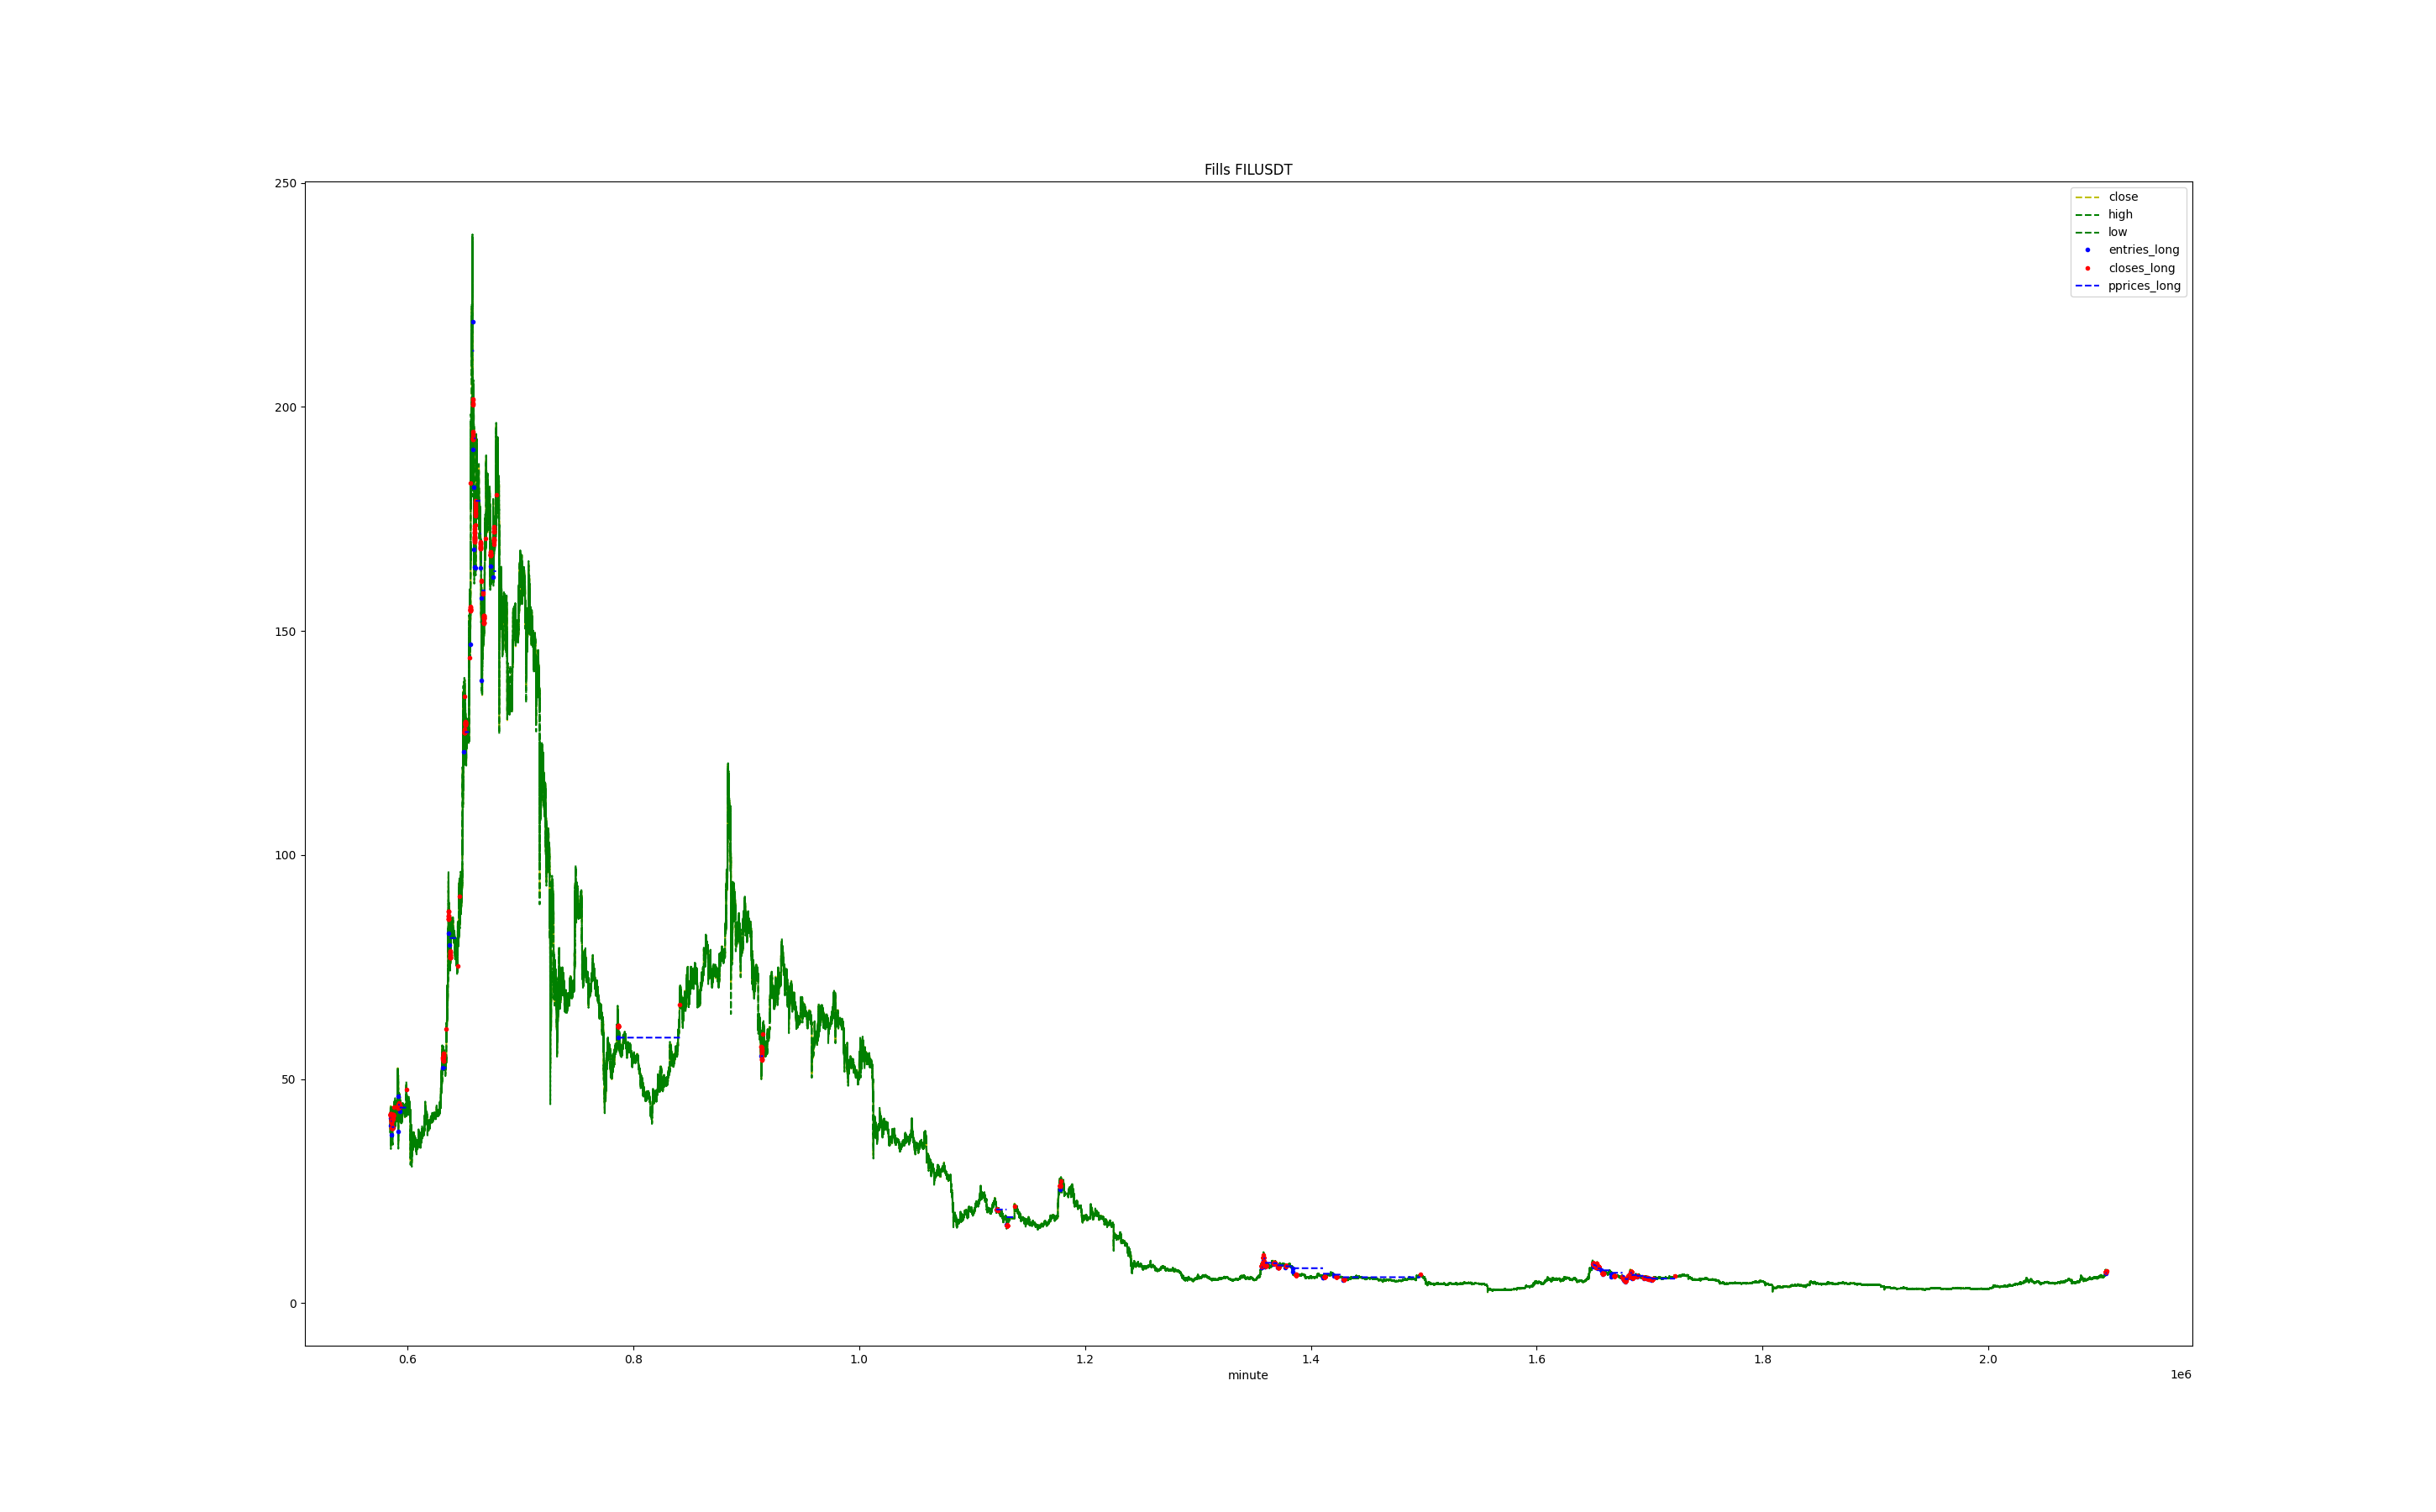 Fills FILUSDT
250
200
150
100
50
0
close
high
low
entries_long
closes_long
pprices_long
0.6 0.8 1.0 1.2 1.4 1.6 1.8 2.0
minute
1e6